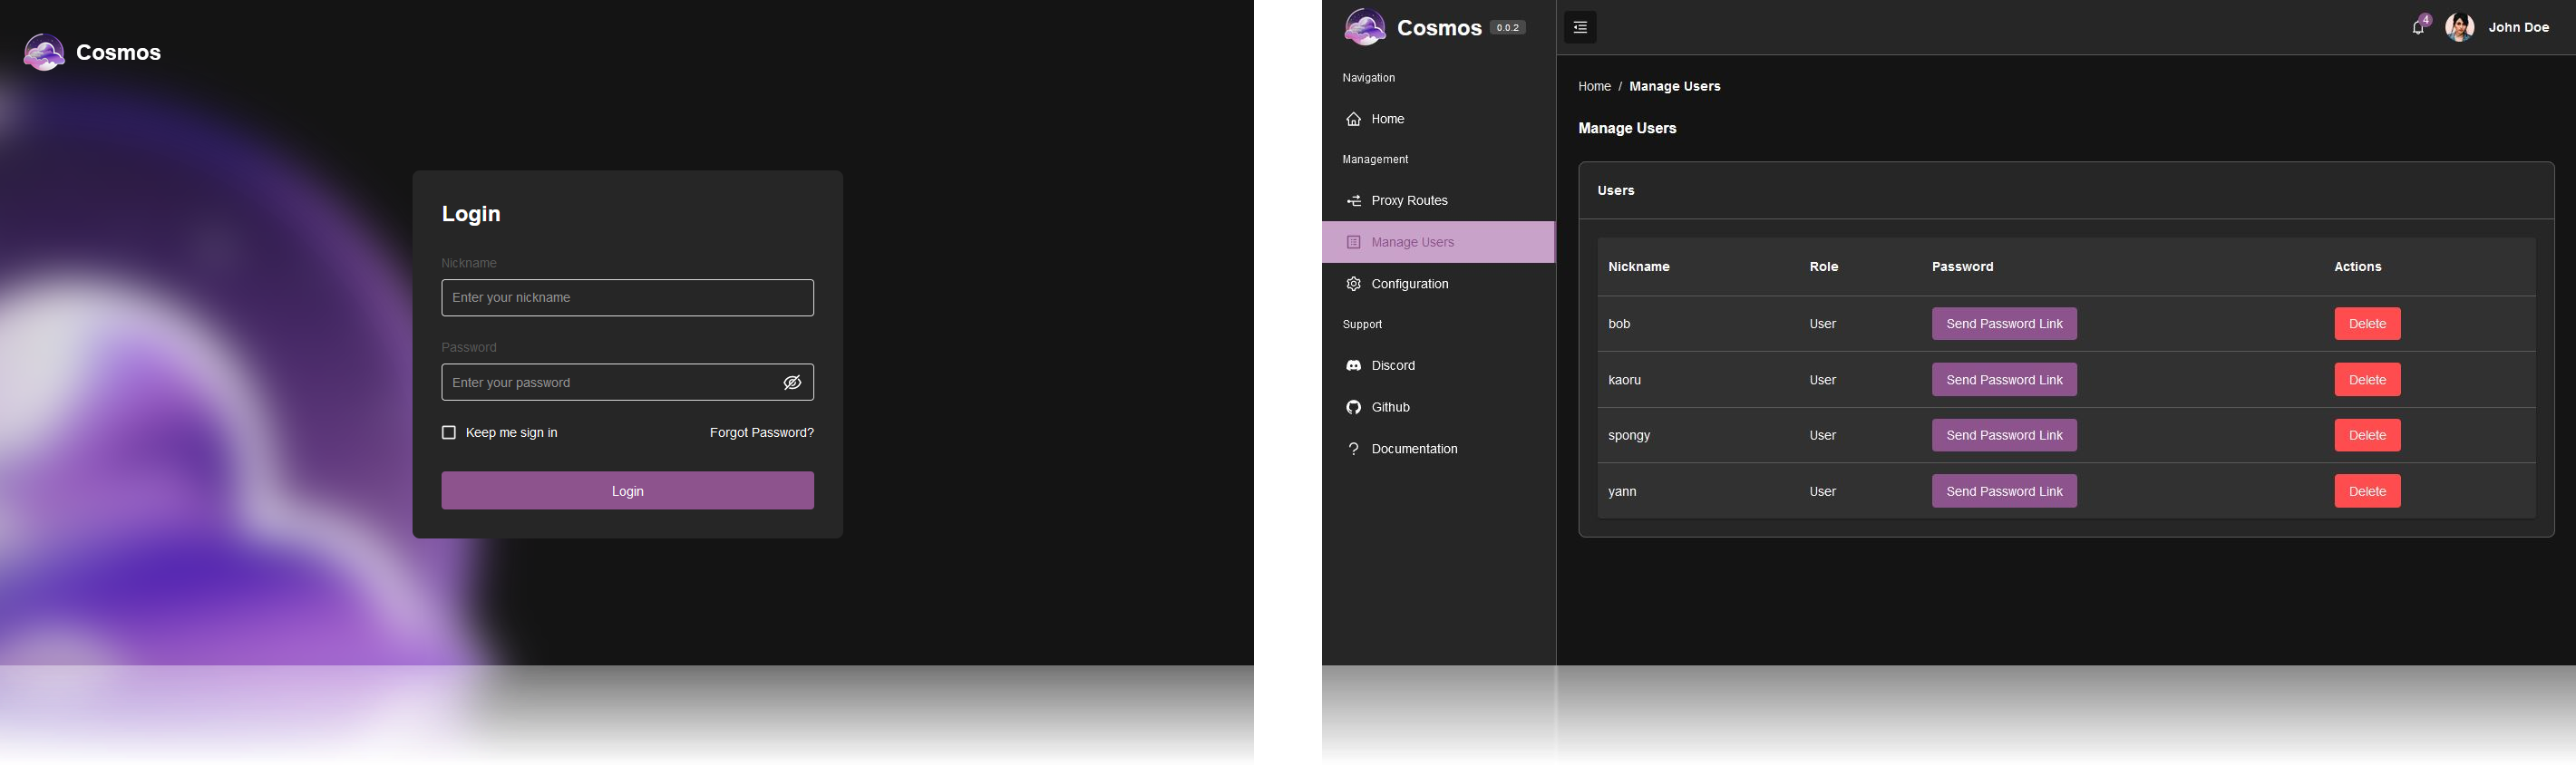 Cosmos
Login
Nickname
Enter your nickname
Password
Enter your password
Keep me sign in
Forgot Password?
Login
Cosmos 0.0.2
Navigation
Home
Management
Proxy Routes
Manage Users
Configuration
Support
Discord
Github
Documentation
4
John Doe
Home / Manage Users
Manage Users
Users
Nickname Role Password Actions
bob User Send Password Link Delete
kaoru User Send Password Link Delete
spongy User Send Password Link Delete
yann User Send Password Link Delete